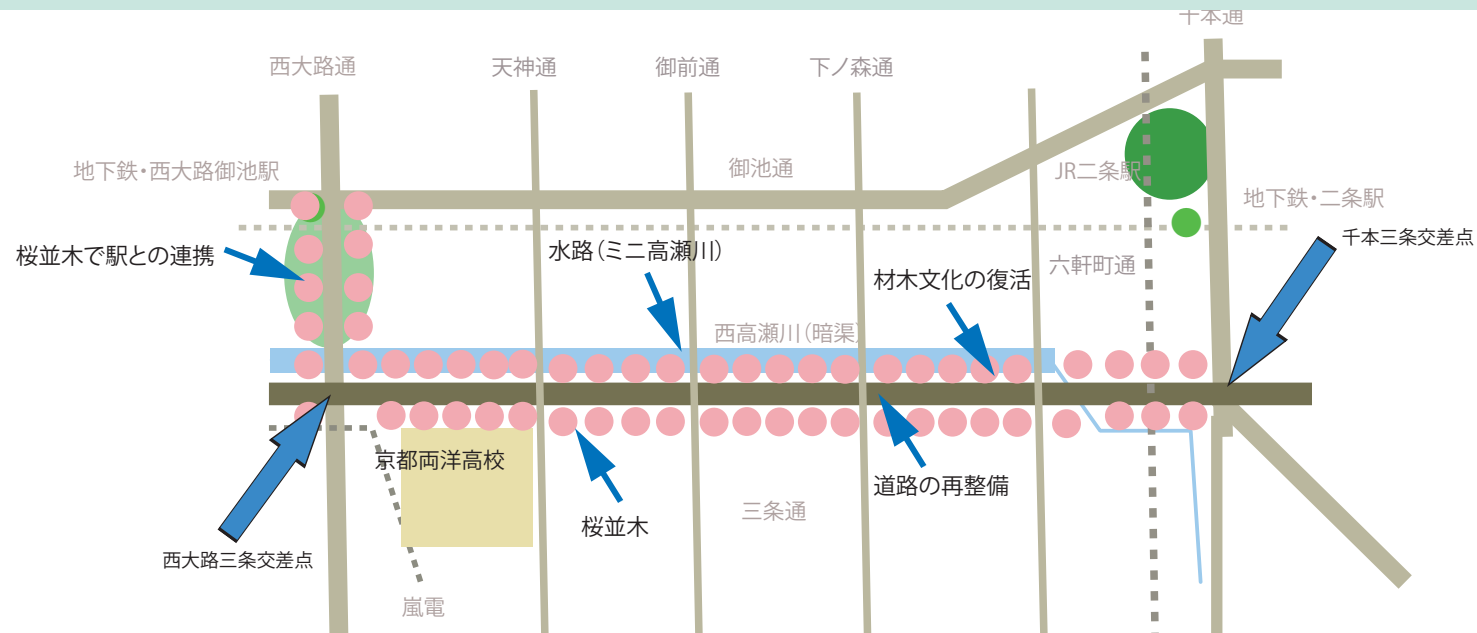 千本通
西大路通
天神通
御前通
下ノ森通
地下鉄・西大路御池駅
御池通
JR二条駅
地下鉄・二条駅
桜並木で駅との連携
水路（ミニ高瀬川）
千本三条交差点
材木文化の復活
六軒町通
西高瀬川（暗渠）
京都両洋高校
道路の再整備
桜並木
三条通
西大路三条交差点
嵐電